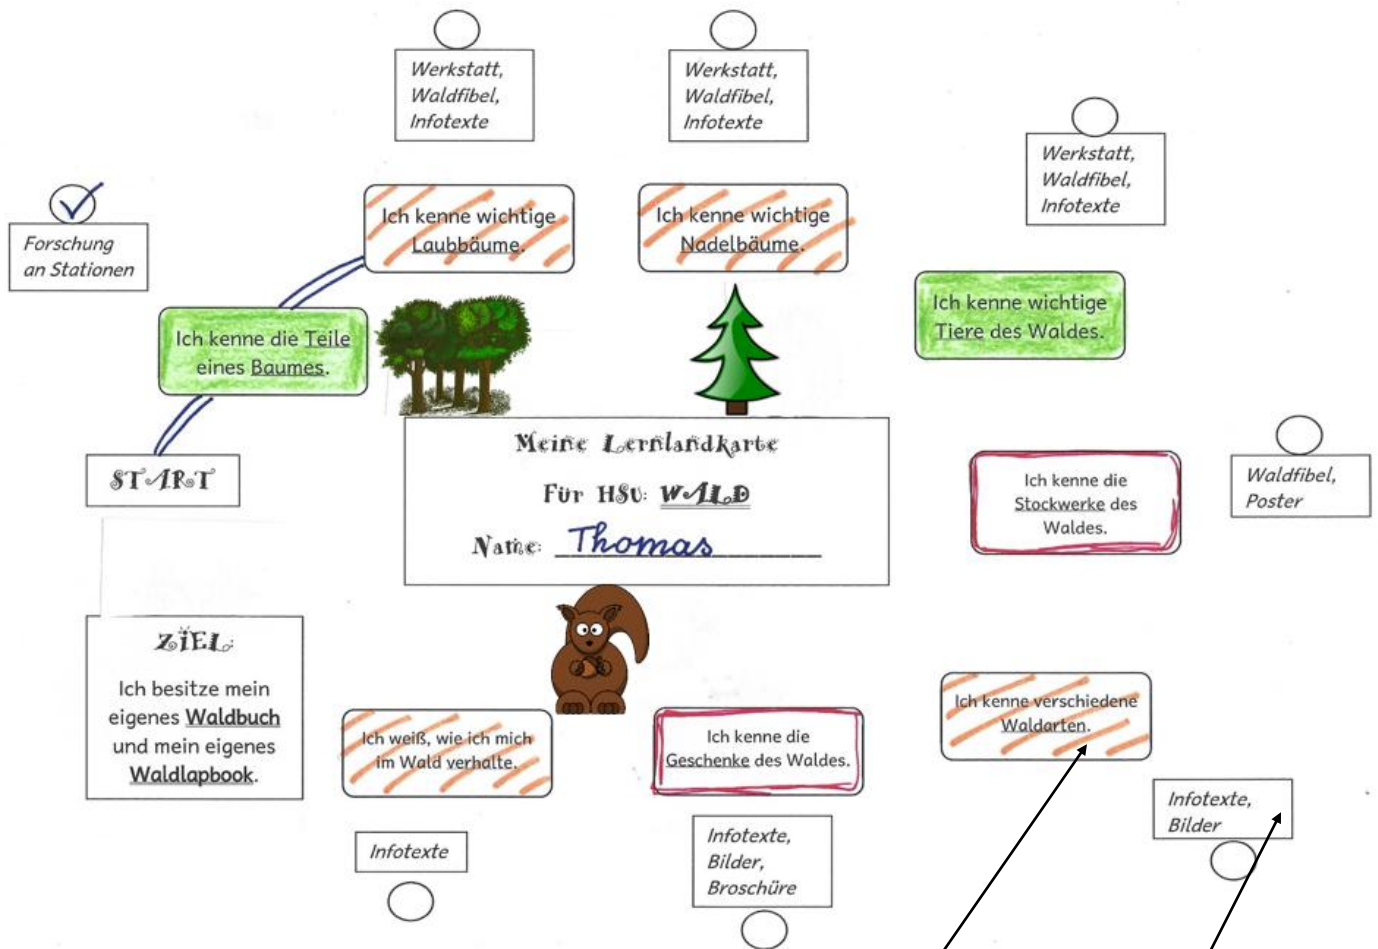 Werkstatt,
Waldfibel,
Infotexte
Werkstatt,
Waldfibel,
Infotexte
Werkstatt,
Waldfibel,
Infotexte
Forschung
an Stationen
Ich kenne wichtige
Laubbäume.
Ich kenne wichtige
Nadelbäume.
Ich kenne wichtige
Tiere des Waldes.
Ich kenne die Teile
eines Baumes.
START
Meine Lernlandkarte
Für HSU: WALD
Name: Thomas
Ich kenne die
Stockwerke des
Waldes.
Waldfibel,
Poster
ZIEL:
Ich besitze mein
eigenes Waldbuch
und mein eigenes
Waldlapbook.
Ich weiß, wie ich mich
im Wald verhalte.
Ich kenne die
Geschenke des Waldes.
Ich kenne verschiedene
Waldarten.
Infotexte,
Bilder
Infotexte
Infotexte,
Bilder,
Broschüre